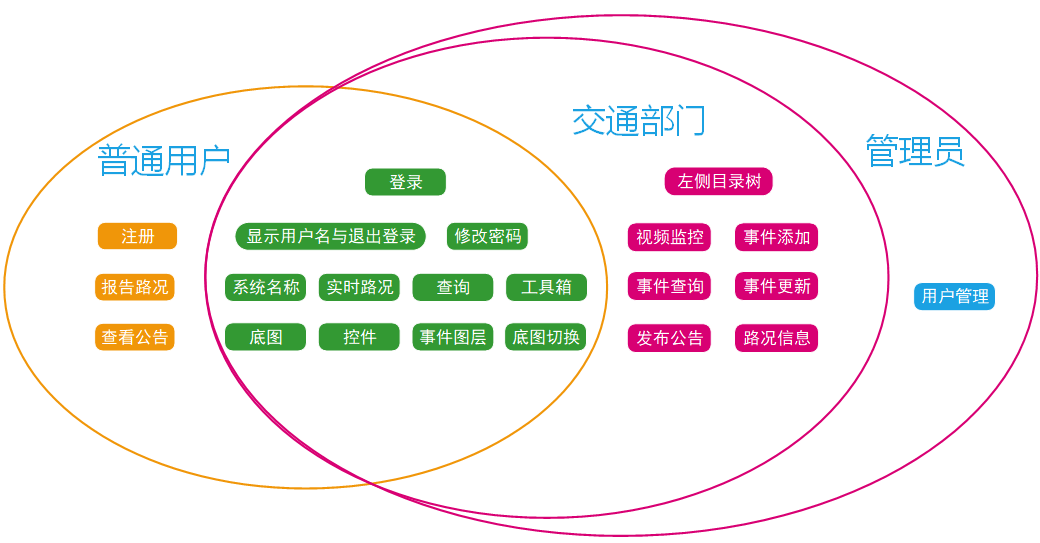 交通部门
管理员
普通用户
登录
左侧目录树
注册
显示用户名与退出登录
修改密码
视频监控
事件添加
报告路况
系统名称
实时路况
查询
工具箱
事件查询
事件更新
用户管理
查看公告
底图
控件
事件图层
底图切换
发布公告
路况信息